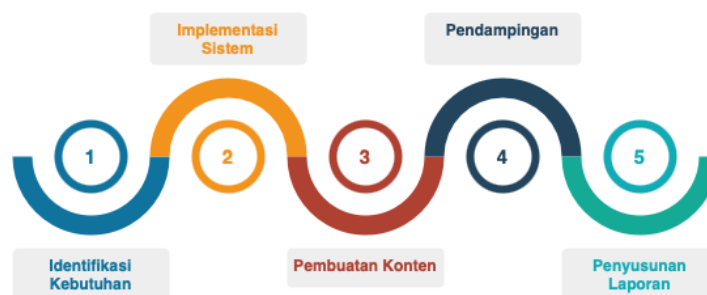 Implementasi
Sistem
Pendampingan
1
2
3
4
5
Identifikasi
Kebutuhan
Pembuatan Konten
Penyusunan
Laporan